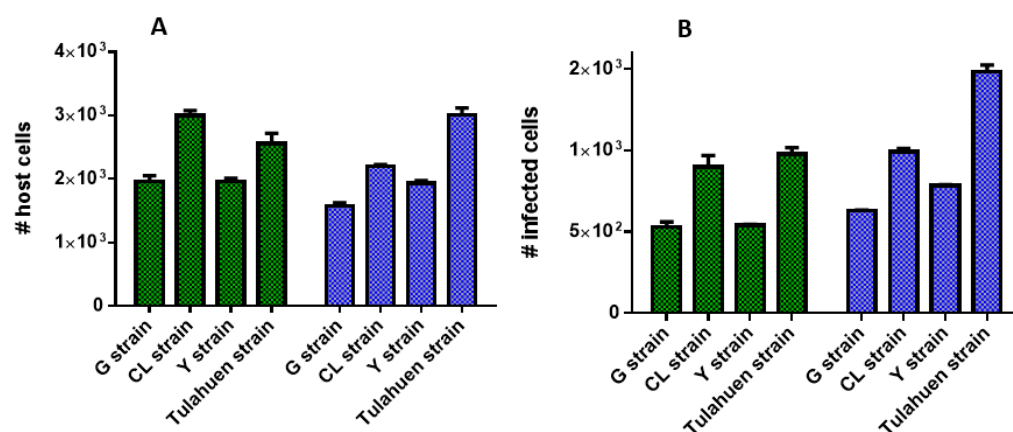 A
# host cells
4×10³
3×10³
2×10³
1×10³
0
G strain
CL strain
Y strain
Tulahuen strain
G strain
CL strain
Y strain
Tulahuen strain
B
# infected cells
2×10³
1×10³
5×10²
0
G strain
CL strain
Y strain
Tulahuen strain
G strain
CL strain
Y strain
Tulahuen strain